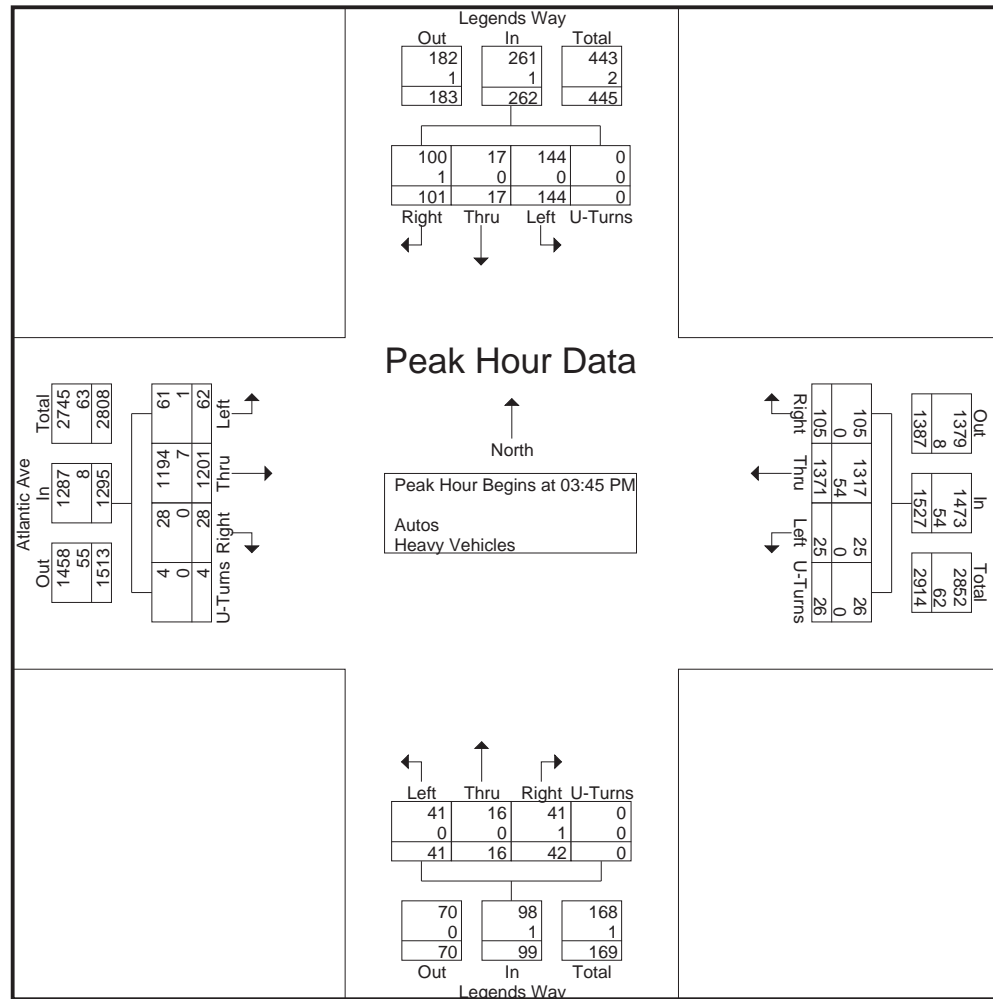 Legends Way
Out In Total
182 261 443
1 1 2
183 262 445
100 17 144 0
1 0 0 0
101 17 144 0
Right Thru Left U-Turns
Peak Hour Data
North
Peak Hour Begins at 03:45 PM
Autos
Heavy Vehicles
Atlantic Ave
Out In Total
1458 1287 2745
55 8 63
1513 1295 2808
4 28 1194 61
0 0 7 1
4 28 1201 62
U-Turns Right Thru Left
Out In Total
1379 1473 2852
8 54 62
1387 1527 2914
105 1317 25 26
0 54 0 0
105 1371 25 26
Right Thru Left U-Turns
Left Thru Right U-Turns
41 16 41 0
0 0 1 0
41 16 42 0
70 98 168
0 1 1
70 99 169
Out In Total
Legends Way